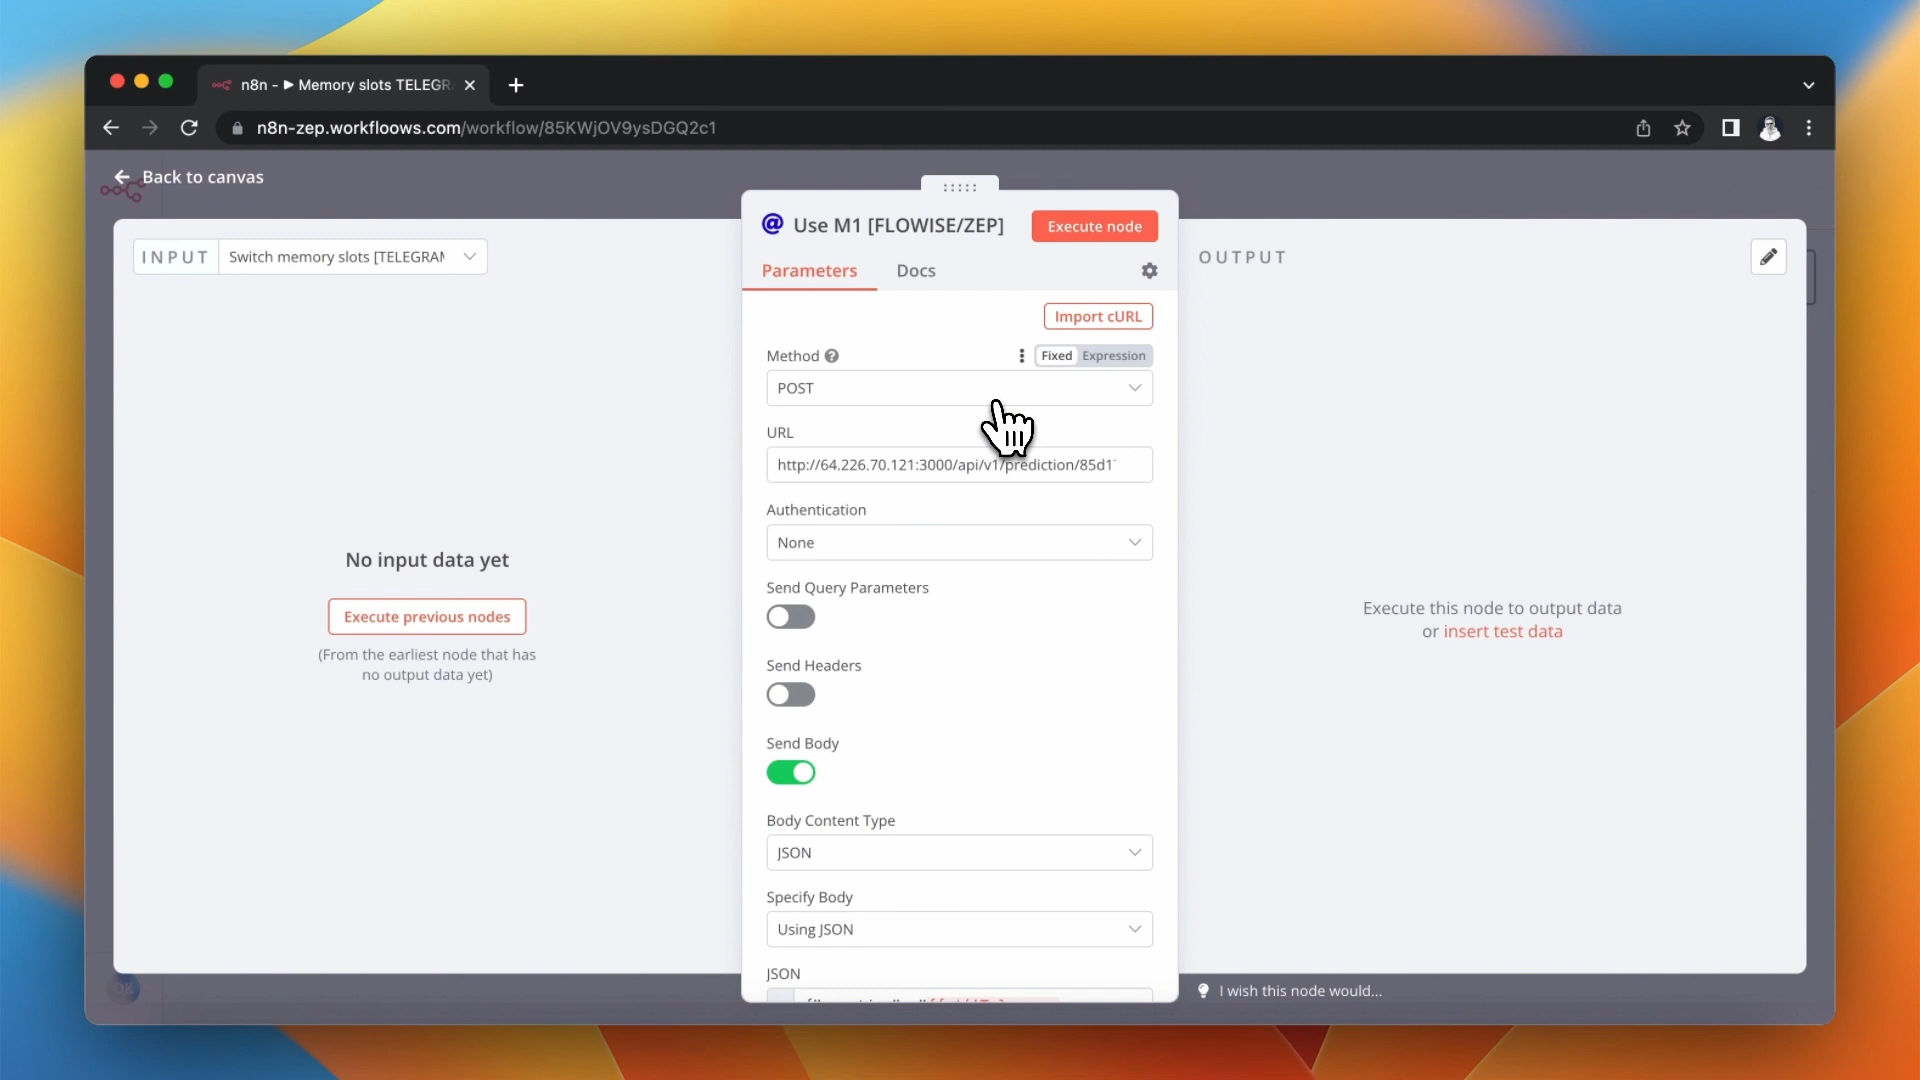 n8n - ▶ Memory slots TELEGR
n8n-zep.workfloows.com/workflow/85KWjOV9ysDGQ2c1
Back to canvas
INPUT
Switch memory slots [TELEGRAM
No input data yet
Execute previous nodes
(From the earliest node that has
no output data yet)
@ Use M1 [FLOWISE/ZEP]
Execute node
Parameters
Docs
Import cURL
Method
Fixed
Expression
POST
URL
http://64.226.70.121:3000/api/v1/prediction/85d1
Authentication
None
Send Query Parameters
Send Headers
Send Body
Body Content Type
JSON
Specify Body
Using JSON
JSON
OUTPUT
Execute this node to output data
or insert test data
OK
I wish this node would...